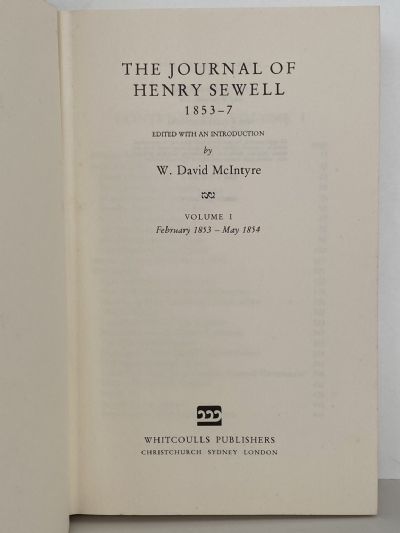 THE JOURNAL OF
HENRY SEWELL
1853–7
EDITED WITH AN INTRODUCTION
by
W. David McIntyre
VOLUME I
February 1853 – May 1854
WHITCOULLS PUBLISHERS
CHRISTCHURCH SYDNEY LONDON